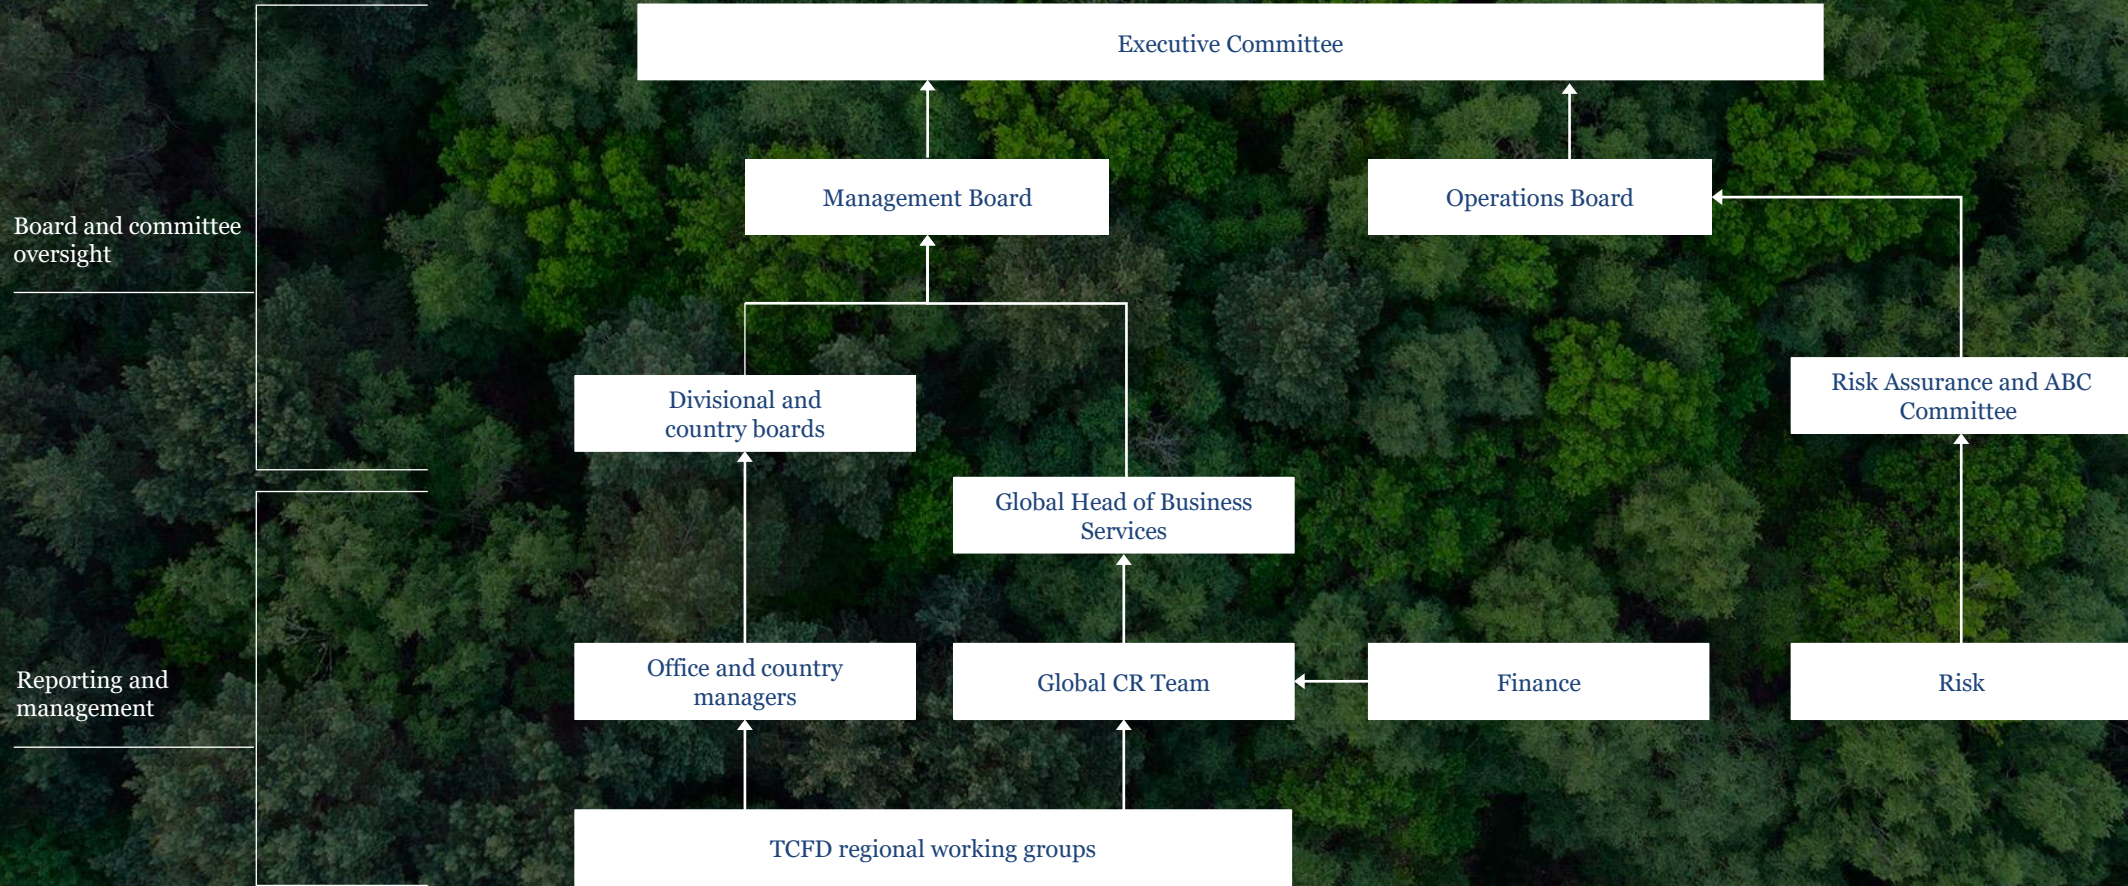 Executive Committee
Management Board
Operations Board
Board and committee
oversight
Divisional and
country boards
Risk Assurance and ABC
Committee
Global Head of Business
Services
Reporting and
management
Office and country
managers
Global CR Team
Finance
Risk
TCFD regional working groups